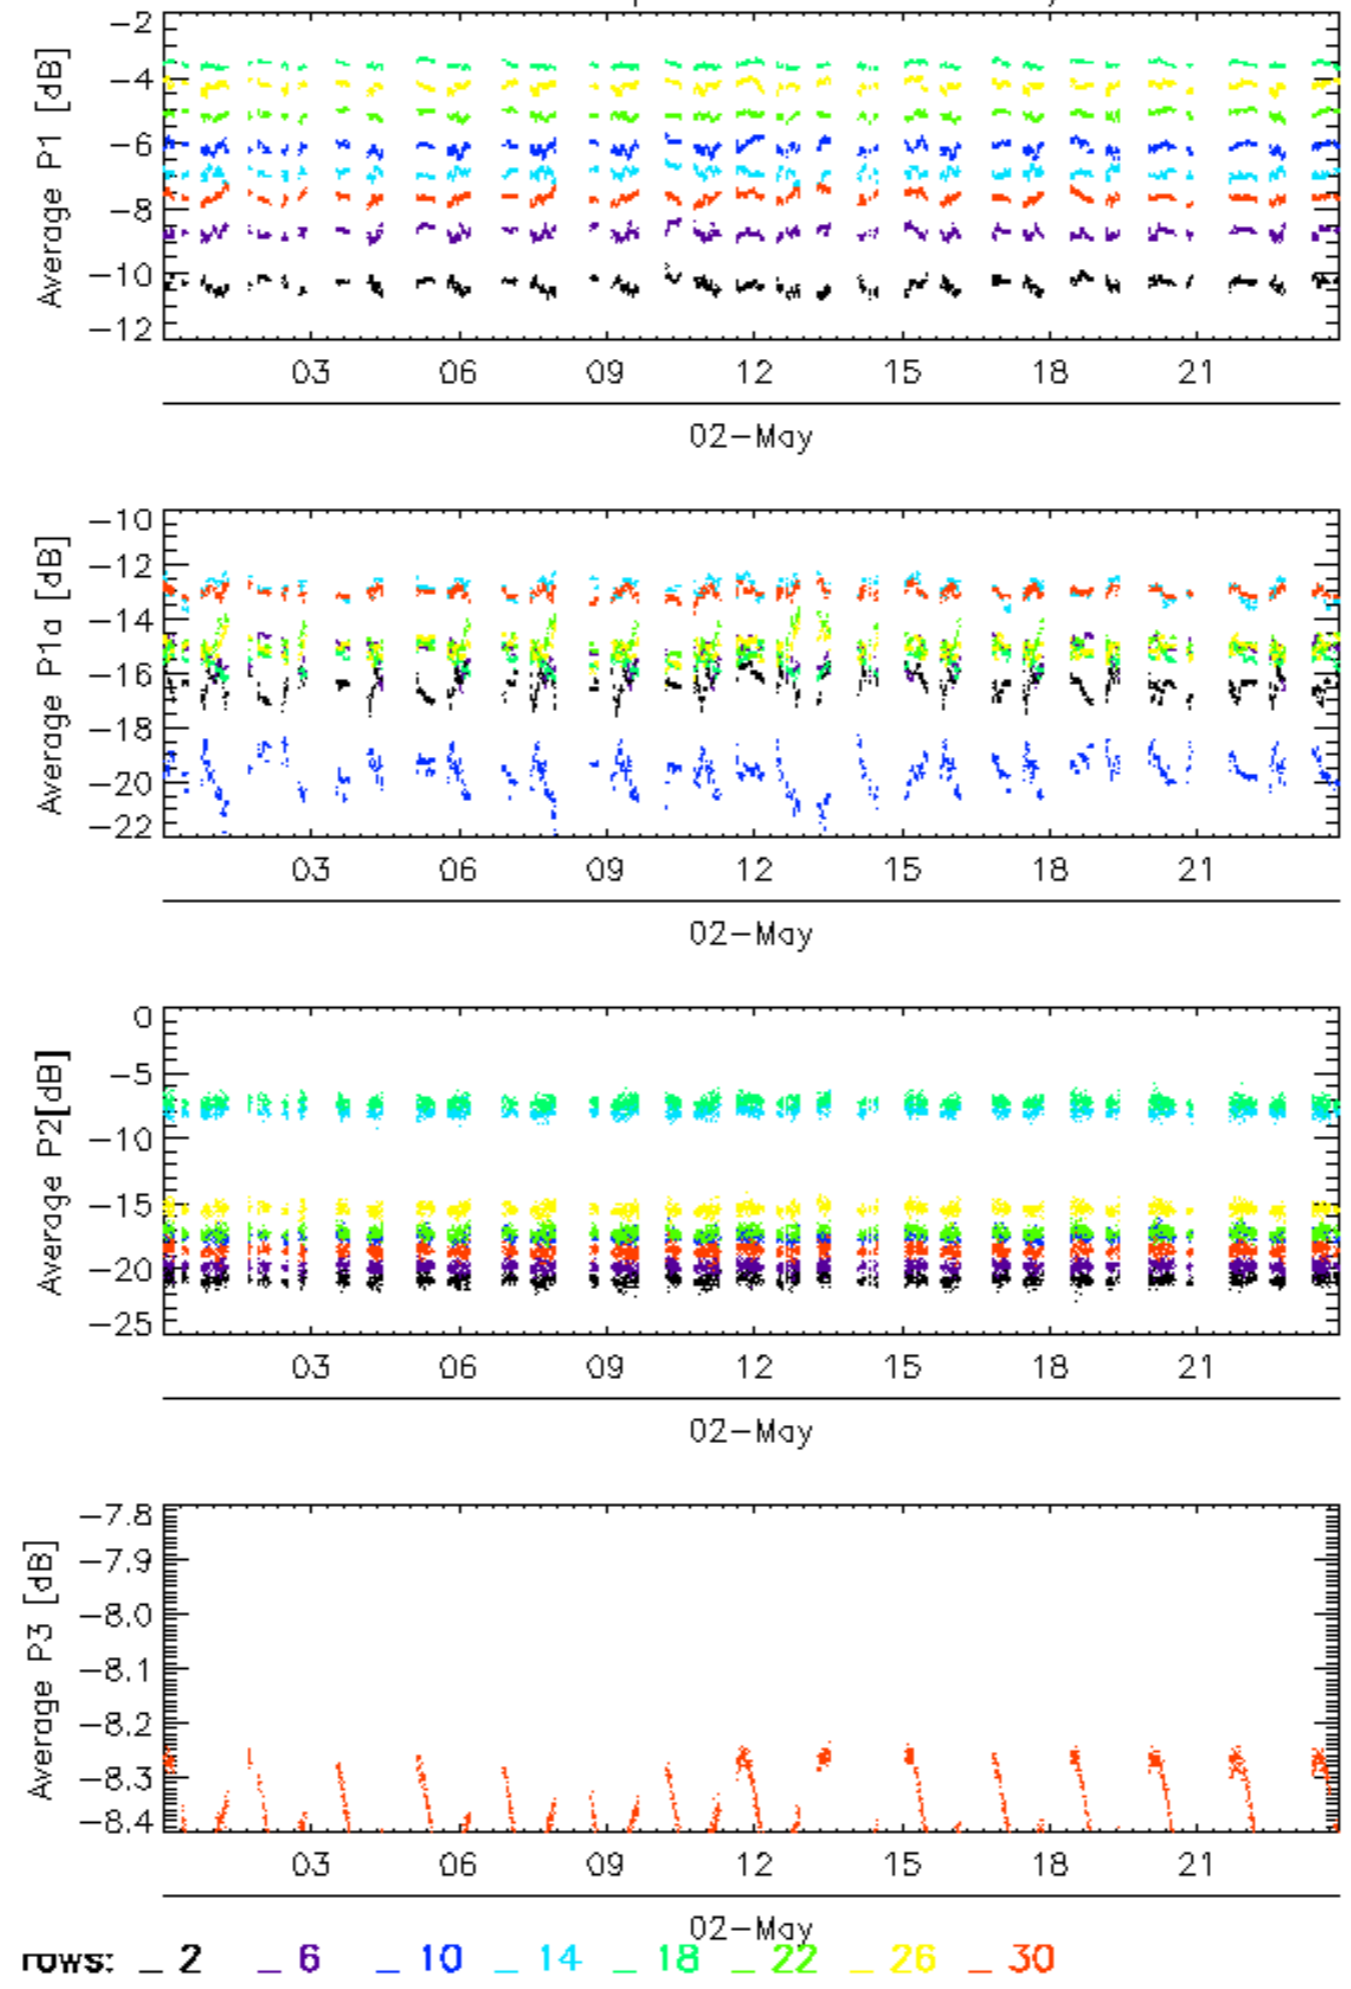 Average P1 [dB]
-2
-4
-6
-8
-10
-12
03 06 09 12 15 18 21
02-May
Average P1a [dB]
-10
-12
-14
-16
-18
-20
-22
03 06 09 12 15 18 21
02-May
Average P2[dB]
0
-5
-10
-15
-20
-25
03 06 09 12 15 18 21
02-May
Average P3 [dB]
-7.8
-7.9
-8.0
-8.1
-8.2
-8.3
-8.4
03 06 09 12 15 18 21
02-May
rows: _ 2 _ 6 _ 10 _ 14 _ 18 _ 22 _ 26 _ 30